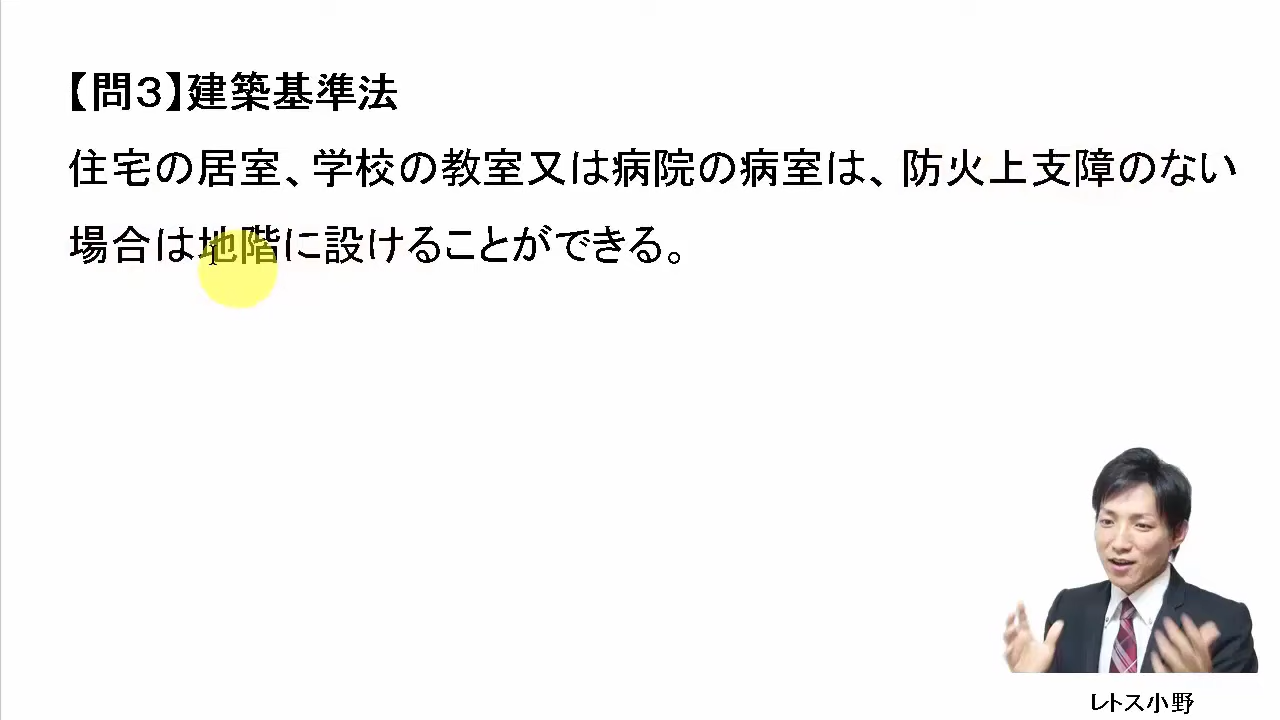 【問3】建築基準法
住宅の居室、学校の教室又は病院の病室は、防火上支障のない
場合は地階に設けることができる。
レトス小野